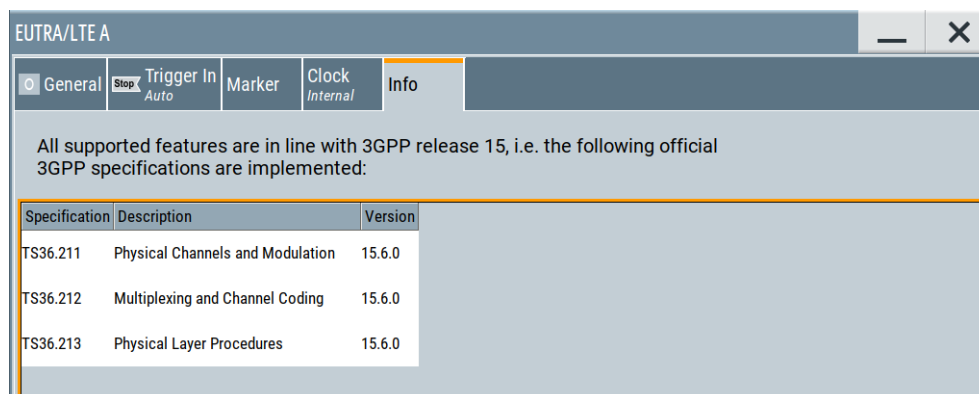 EUTRA/LTE A
General
Stop Trigger In
Auto
Marker
Clock
Internal
Info
All supported features are in line with 3GPP release 15, i.e. the following official
3GPP specifications are implemented:
Specification Description Version
TS36.211 Physical Channels and Modulation 15.6.0
TS36.212 Multiplexing and Channel Coding 15.6.0
TS36.213 Physical Layer Procedures 15.6.0